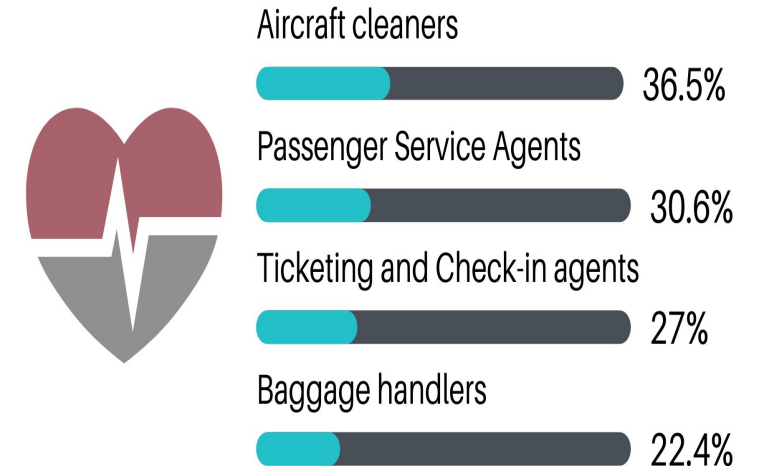 Aircraft cleaners
36.5%
Passenger Service Agents
30.6%
Ticketing and Check-in agents
27%
Baggage handlers
22.4%